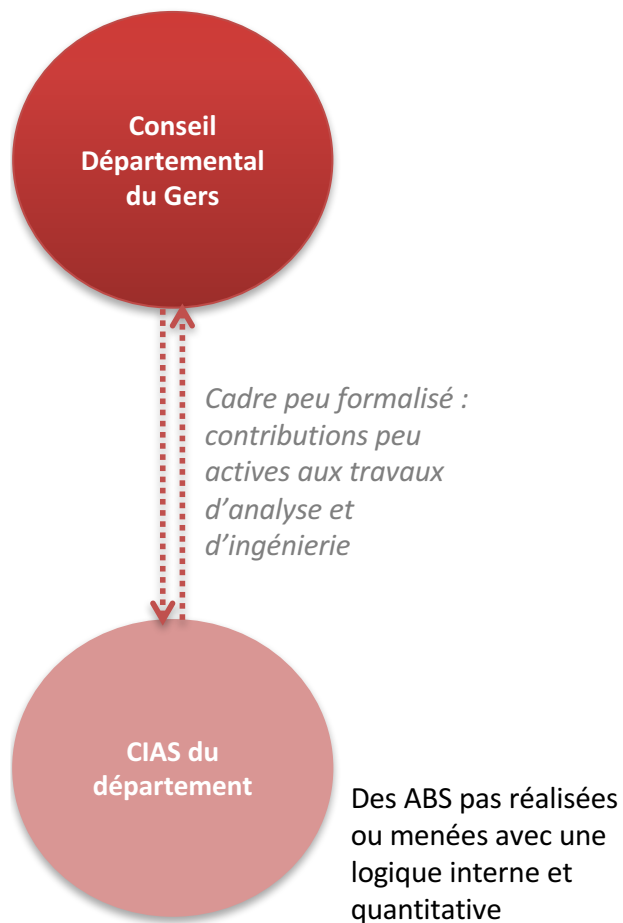 Conseil
Départemental
du Gers
Cadre peu formalisé :
contributions peu
actives aux travaux
d’analyse et
d’ingénierie
CIAS du
département
Des ABS pas réalisées
ou menées avec une
logique interne et
quantitative